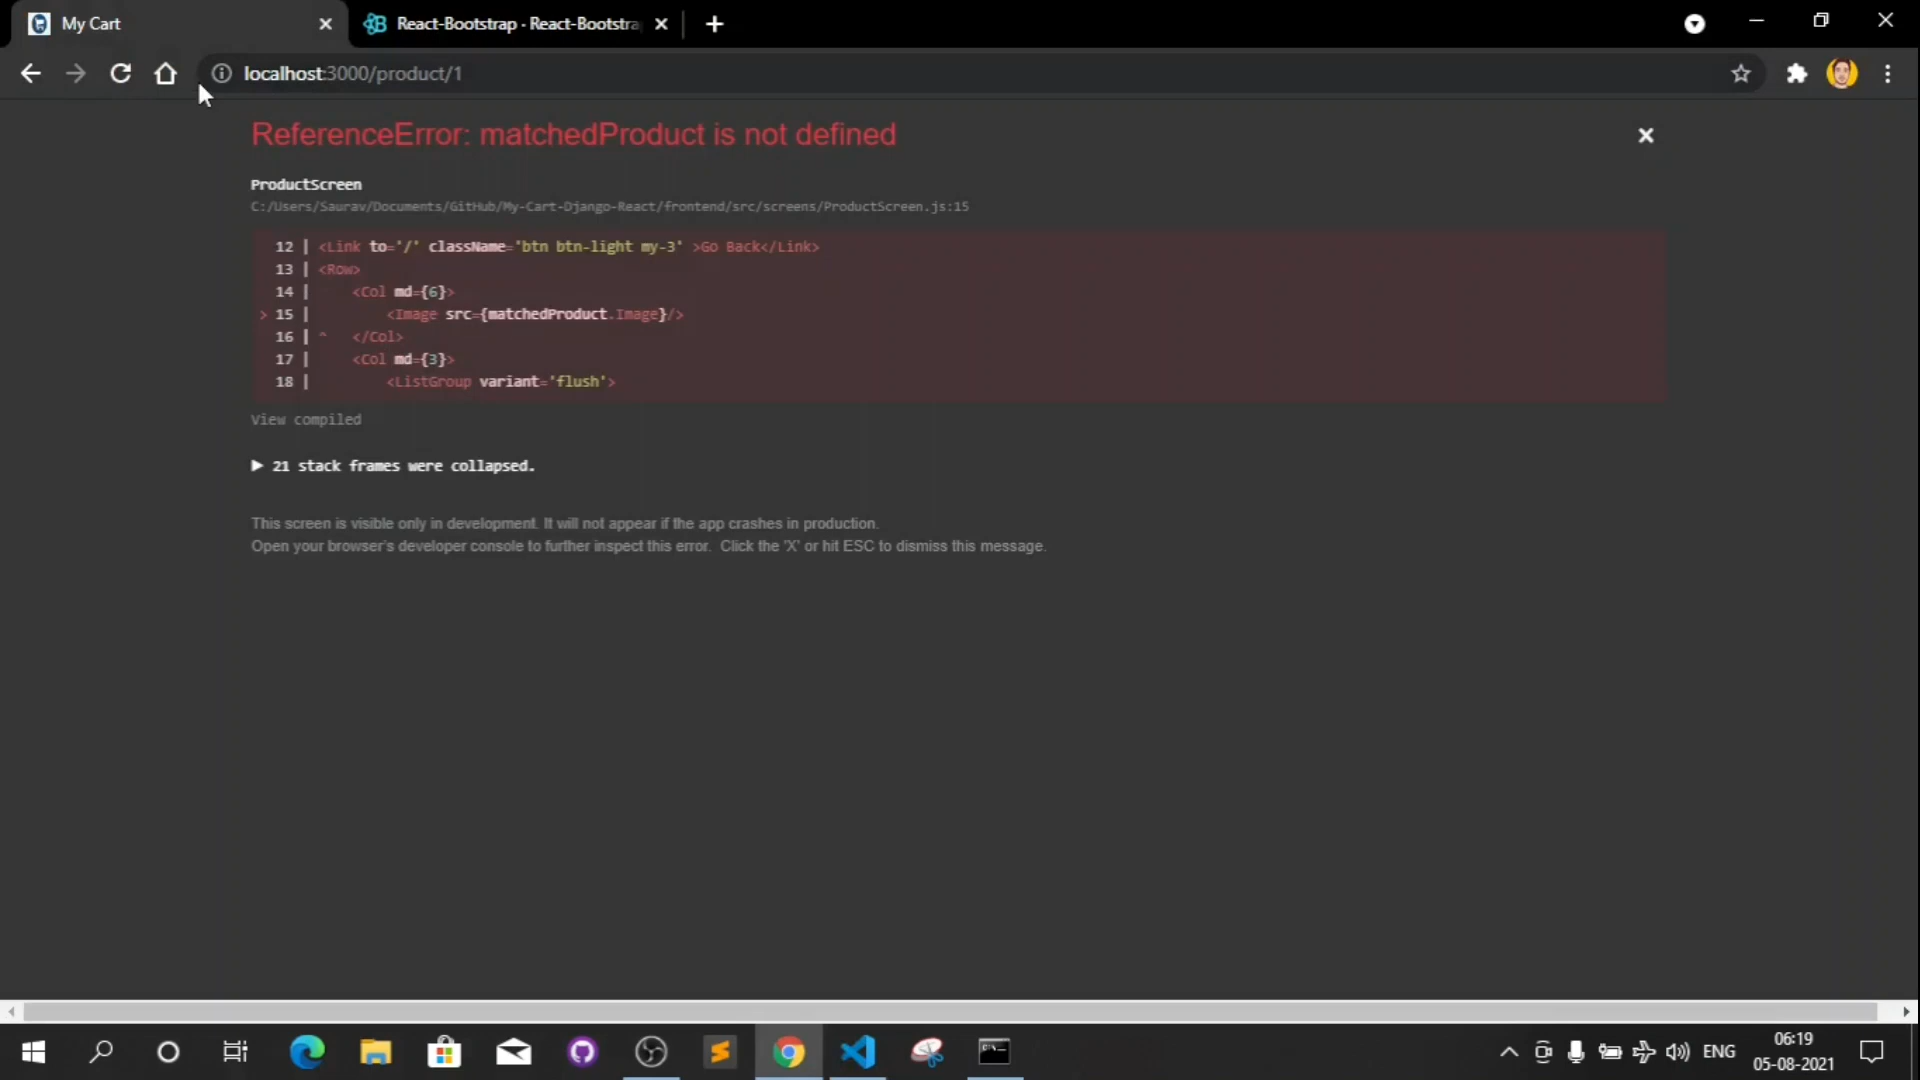 My Cart
React-Bootstrap · React-Bootstra
localhost:3000/product/1
ReferenceError: matchedProduct is not defined
ProductScreen
C:/Users/Saurav/Documents/GitHub/My-Cart-Django-React/frontend/src/screens/ProductScreen.js:15
12 | <Link to='/' className='btn btn-light my-3' >Go Back</Link>
13 | <Row>
14 | <Col md={6}>
> 15 | <Image src={matchedProduct.Image}/>
16 | ^ </Col>
17 | <Col md={3}>
18 | <ListGroup variant='flush'>
View compiled
▶ 21 stack frames were collapsed.
This screen is visible only in development. It will not appear if the app crashes in production.
Open your browser's developer console to further inspect this error. Click the 'X' or hit ESC to dismiss this message.
ENG
06:19
05-08-2021